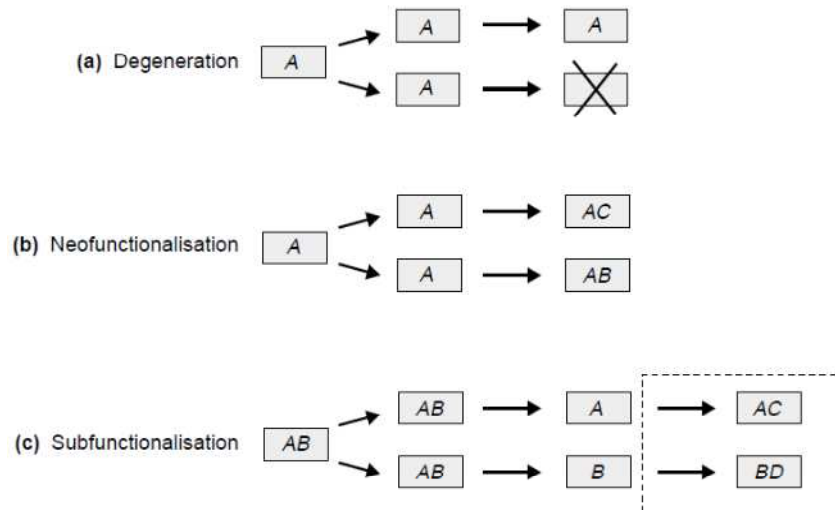 A A
(a) Degeneration A
A
A AC
(b) Neofunctionalisation A
A AB
AB A AC
(c) Subfunctionalisation AB
AB B BD